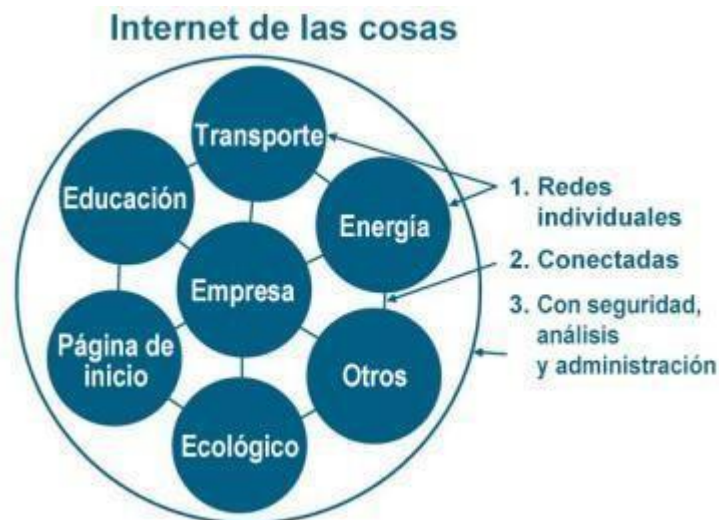 Internet de las cosas
Transporte
Educación
Energía
Empresa
Página de
inicio
Otros
Ecológico
1. Redes
individuales
2. Conectadas
3. Con seguridad,
análisis
y administración